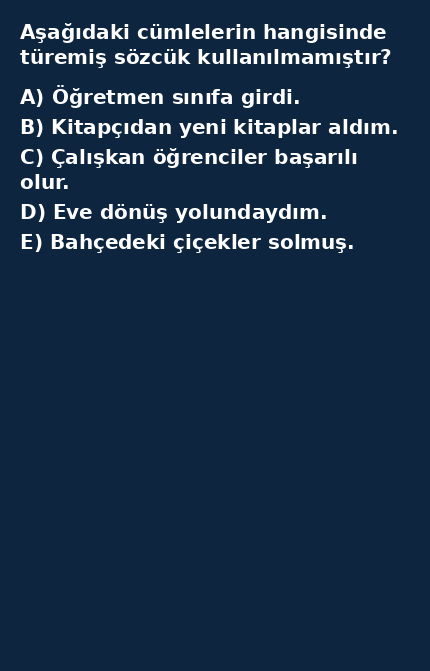 Aşağıdaki cümlelerin hangisinde
türemiş sözcük kullanılmamıştır?
A) Öğretmen sınıfa girdi.
B) Kitapçıdan yeni kitaplar aldım.
C) Çalışkan öğrenciler başarılı
olur.
D) Eve dönüş yolundaydım.
E) Bahçedeki çiçekler solmuş.